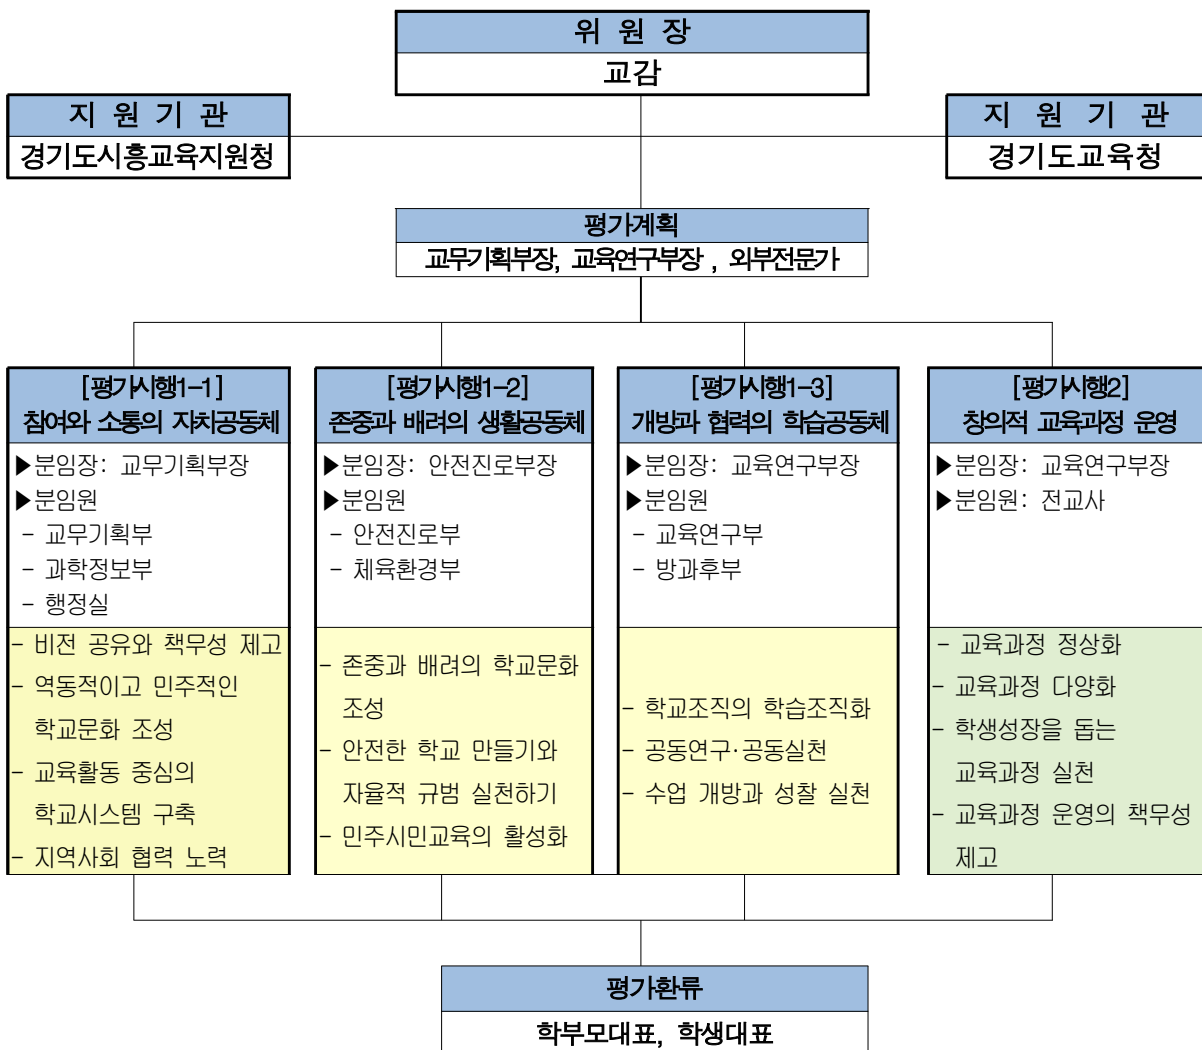 위 원 장
교감
지 원 기 관
경기도시흥교육지원청
지 원 기 관
경기도교육청
평가계획
교무기획부장, 교육연구부장 , 외부전문가
[평가시행1-1]
참여와 소통의 자치공동체
▶분임장: 교무기획부장
▶분임원
- 교무기획부
- 과학정보부
- 행정실
- 비전 공유와 책무성 제고
- 역동적이고 민주적인
학교문화 조성
- 교육활동 중심의
학교시스템 구축
- 지역사회 협력 노력
[평가시행1-2]
존중과 배려의 생활공동체
▶분임장: 안전진로부장
▶분임원
- 안전진로부
- 체육환경부
- 존중과 배려의 학교문화
조성
- 안전한 학교 만들기와
자율적 규범 실천하기
- 민주시민교육의 활성화
[평가시행1-3]
개방과 협력의 학습공동체
▶분임장: 교육연구부장
▶분임원
- 교육연구부
- 방과후부
- 학교조직의 학습조직화
- 공동연구·공동실천
- 수업 개방과 성찰 실천
[평가시행2]
창의적 교육과정 운영
▶분임장: 교육연구부장
▶분임원: 전교사
- 교육과정 정상화
- 교육과정 다양화
- 학생성장을 돕는
교육과정 실천
- 교육과정 운영의 책무성
제고
평가환류
학부모대표, 학생대표